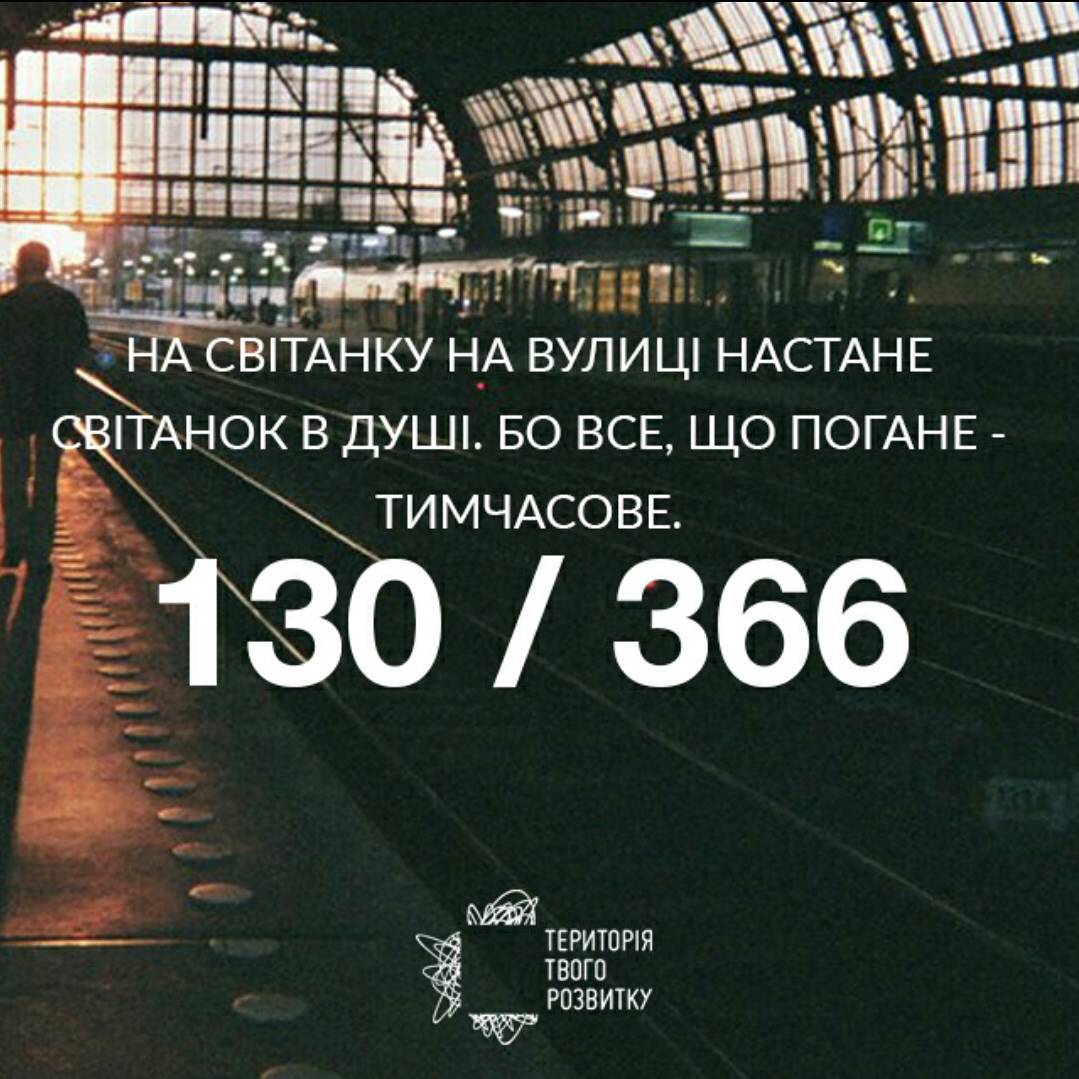 НА СВІТАНКУ НА ВУЛИЦІ НАСТАНЕ
СВІТАНОК В ДУШІ. БО ВСЕ, ЩО ПОГАНЕ -
ТИМЧАСОВЕ.
130 / 366
ТЕРИТОРІЯ
ТВОГО
РОЗВИТКУ